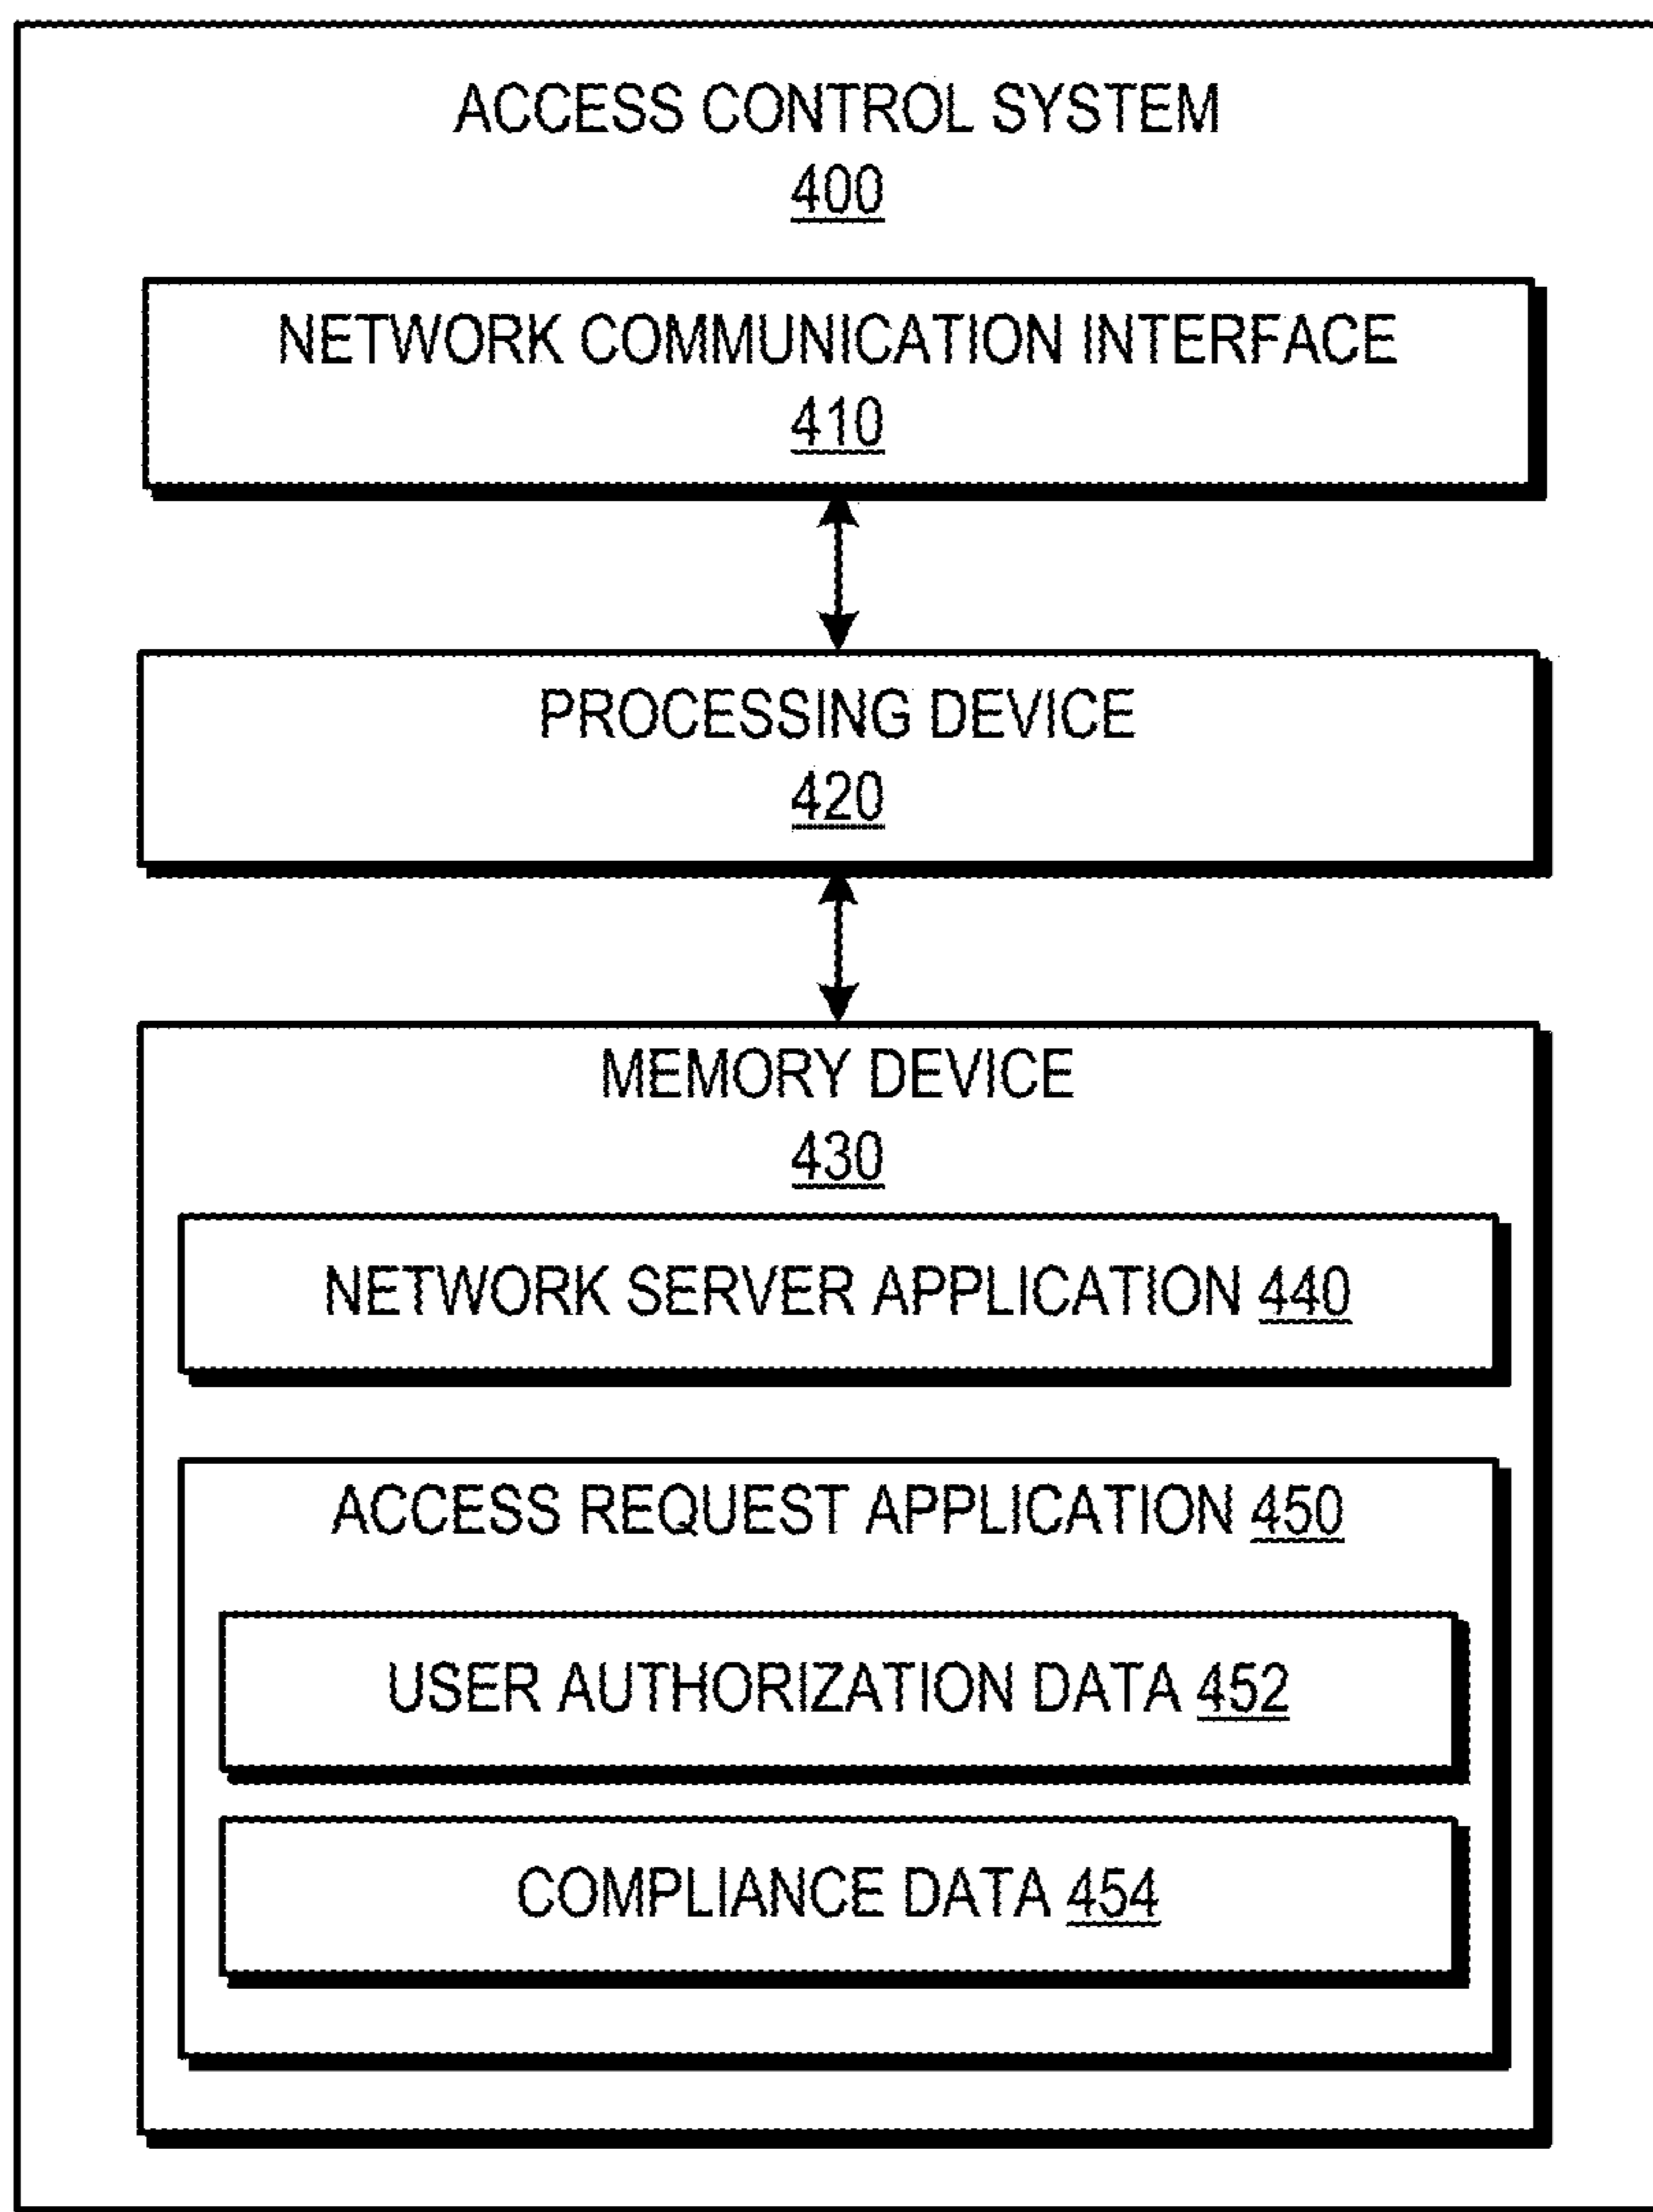 ACCESS CONTROL SYSTEM
400
NETWORK COMMUNICATION INTERFACE
410
PROCESSING DEVICE
420
MEMORY DEVICE
430
NETWORK SERVER APPLICATION 440
ACCESS REQUEST APPLICATION 450
USER AUTHORIZATION DATA 452
COMPLIANCE DATA 454